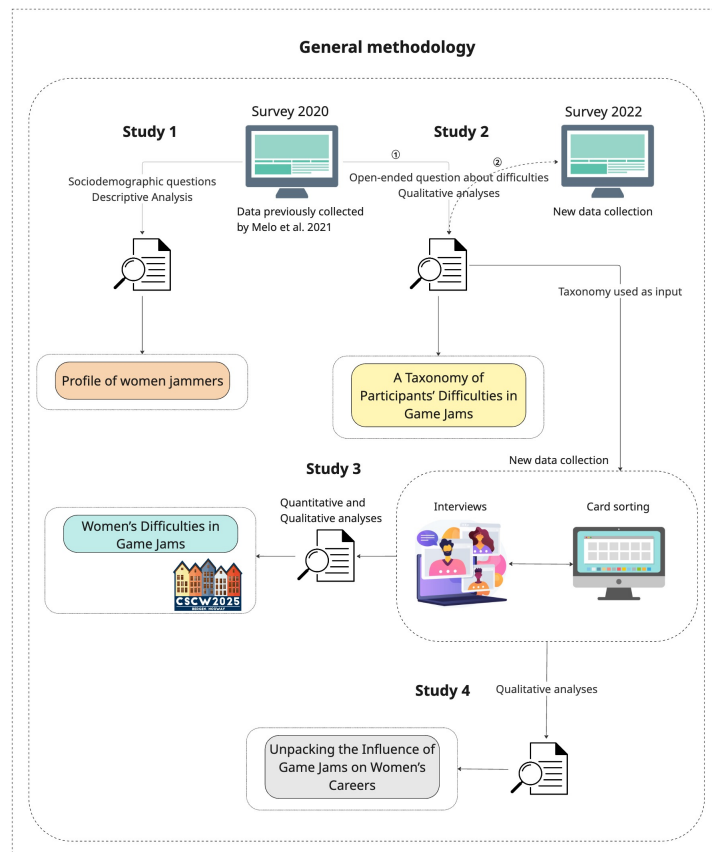 General methodology
Survey 2020
Survey 2022
Study 1
Study 2
①
②
Sociodemographic questions
Descriptive Analysis
Open-ended question about difficulties
Qualitative analyses
Data previously collected
by Melo et al. 2021
New data collection
Taxonomy used as input
Profile of women jammers
A Taxonomy of
Participants' Difficulties in
Game Jams
New data collection
Study 3
Quantitative and
Qualitative analyses
Interviews
Card sorting
Women's Difficulties in
Game Jams
CSCW2025
BERGEN, NORWAY
Study 4
Qualitative analyses
Unpacking the Influence of
Game Jams on Women's
Careers